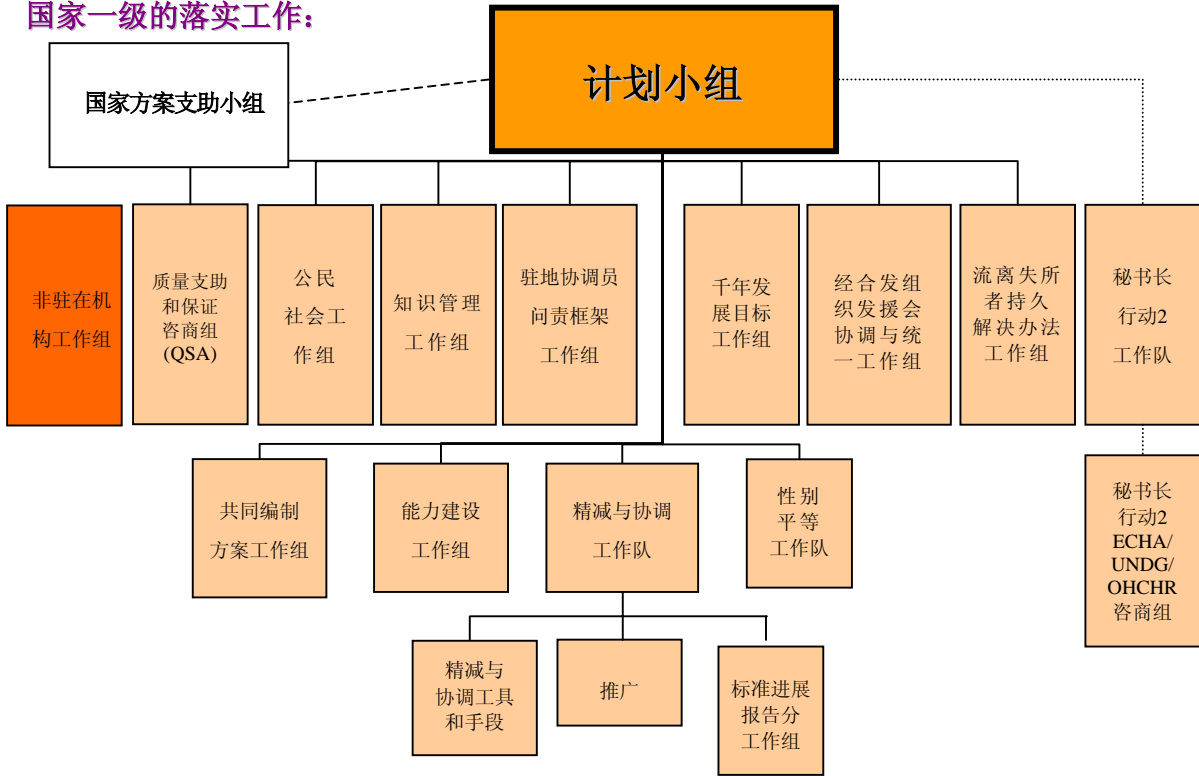 国家一级的落实工作：
计划小组
国家方案支助小组
非驻在机
构工作组
质量支助
和保证
咨商组
(QSA)
公民
社会工
作组
知识管理
工作组
驻地协调员
问责框架
工作组
千年发
展目标
工作组
经合发组
织发援会
协调与统
一工作组
流离失所
者持久
解决办法
工作组
秘书长
行动2
工作队
共同编制
方案工作组
能力建设
工作组
精减与协调
工作队
性别
平等
工作队
秘书长
行动2
ECHA/
UNDG/
OHCHR
咨商组
精减与
协调工具
和手段
推广
标准进展
报告分
工作组